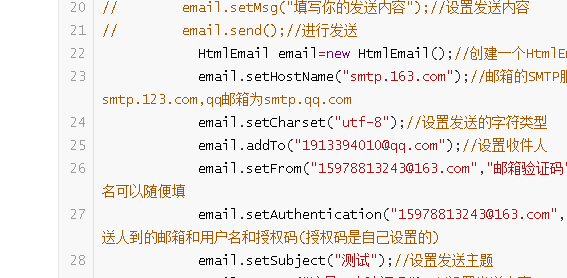 20 //        email.setMsg("填写你的发送内容");//设置发送内容
21 //        email.send();//进行发送
22 HtmlEmail email=new HtmlEmail();//创建一个HtmlE
23 email.setHostName("smtp.163.com");//邮箱的SMTP服
smtp.123.com,qq邮箱为smtp.qq.com
24 email.setCharset("utf-8");//设置发送的字符类型
25 email.addTo("1913394010@qq.com");//设置收件人
26 email.setFrom("15978813243@163.com","邮箱验证码"
名可以随便填
27 email.setAuthentication("15978813243@163.com",
送人到的邮箱和用户名和授权码(授权码是自己设置的)
28 email.setSubject("测试");//设置发送主题